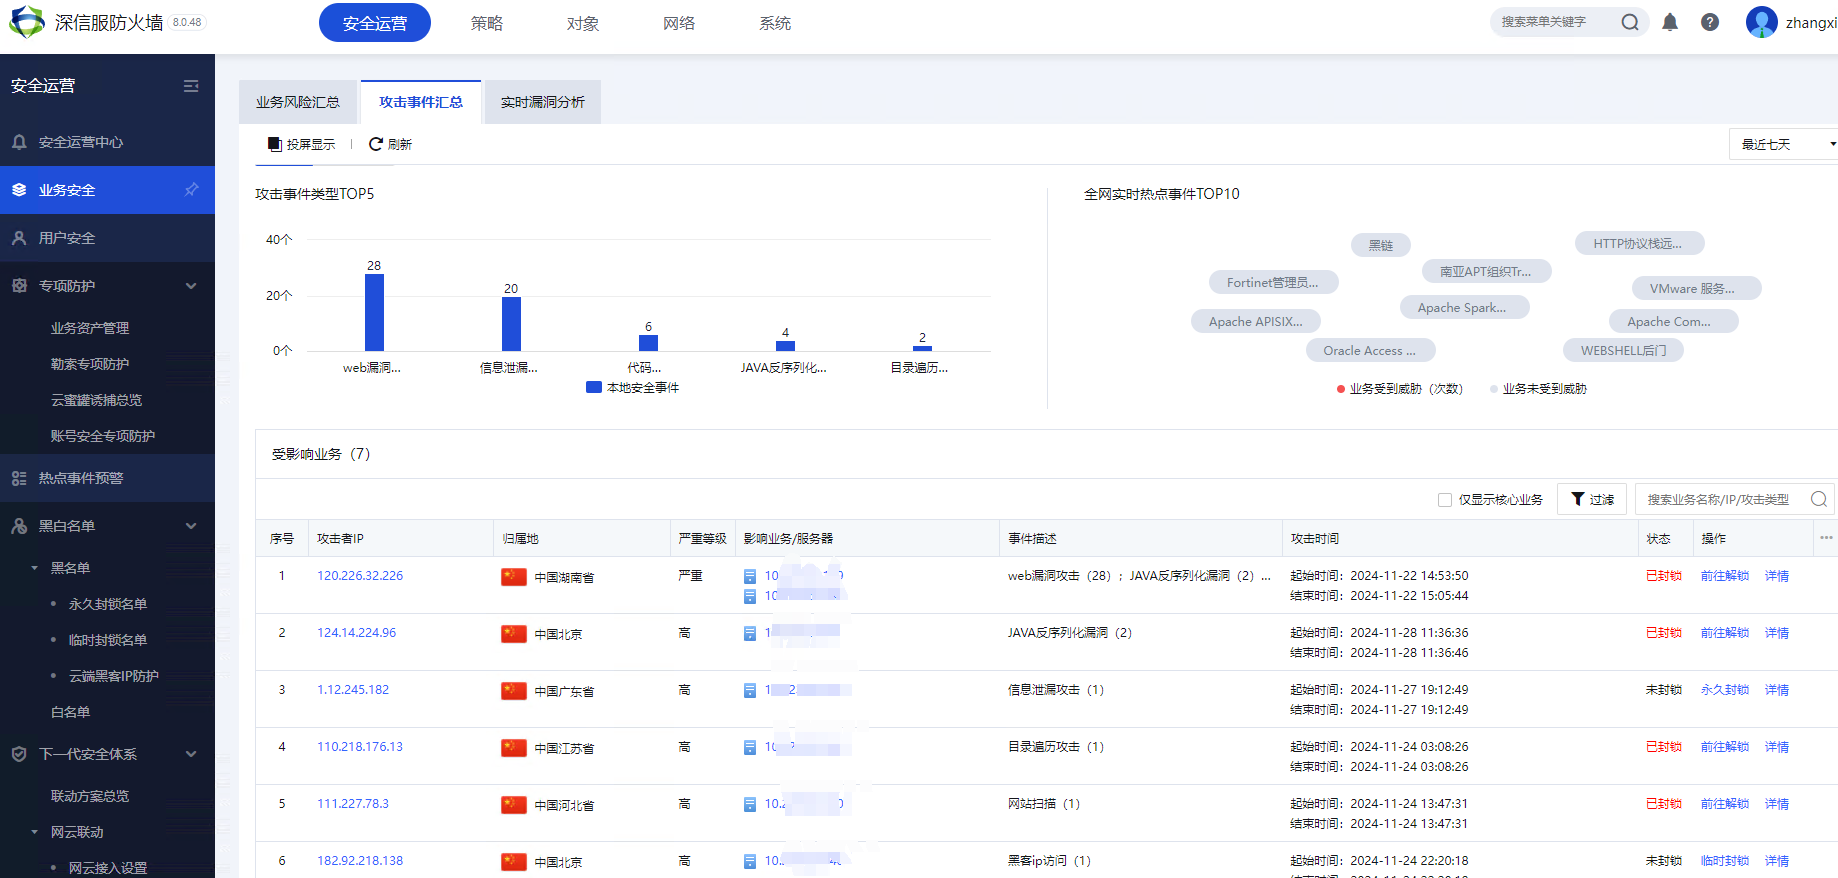 深信服防火墙 8.0.48
安全运营 策略 对象 网络 系统
搜索菜单关键字
zhangxi
安全运营
安全运营中心
业务安全
用户安全
专项防护
业务资产管理
勒索专项防护
云蜜罐诱捕总览
账号安全专项防护
热点事件预警
黑白名单
黑名单
永久封锁名单
临时封锁名单
云端黑客IP防护
白名单
下一代安全体系
联动方案总览
网云联动
网云接入设置
业务风险汇总 攻击事件汇总 实时漏洞分析
投屏显示 刷新
最近七天
攻击事件类型TOP5
40个
20个
0个
28
20
6
4
2
web漏洞... 信息泄漏... 代码... JAVA反序列化... 目录遍历...
本地安全事件
全网实时热点事件TOP10
黑链
HTTP协议栈远...
南亚APT组织Tr...
Fortinet管理员...
VMware 服务...
Apache Spark...
Apache APISIX...
Apache Com...
Oracle Access ...
WEBSHELL后门
业务受到威胁（次数） 业务未受到威胁
受影响业务（7）
仅显示核心业务 过滤 搜索业务名称/IP/攻击类型
序号 攻击者IP 归属地 严重等级 影响业务/服务器 事件描述 攻击时间 状态 操作 ...
1 120.226.32.226 中国湖南省 严重 web漏洞攻击（28）；JAVA反序列化漏洞（2）... 起始时间：2024-11-22 14:53:50 已封锁 前往解锁 详情
结束时间：2024-11-22 15:05:44
2 124.14.224.96 中国北京 高 JAVA反序列化漏洞（2） 起始时间：2024-11-28 11:36:36 已封锁 前往解锁 详情
结束时间：2024-11-28 11:36:46
3 1.12.245.182 中国广东省 高 信息泄漏攻击（1） 起始时间：2024-11-27 19:12:49 未封锁 永久封锁 详情
结束时间：2024-11-27 19:12:49
4 110.218.176.13 中国江苏省 高 目录遍历攻击（1） 起始时间：2024-11-24 03:08:26 已封锁 前往解锁 详情
结束时间：2024-11-24 03:08:26
5 111.227.78.3 中国河北省 高 网站扫描（1） 起始时间：2024-11-24 13:47:31 已封锁 前往解锁 详情
结束时间：2024-11-24 13:47:31
6 182.92.218.138 中国北京 高 黑客ip访问（1） 起始时间：2024-11-24 22:20:18 未封锁 临时封锁 详情